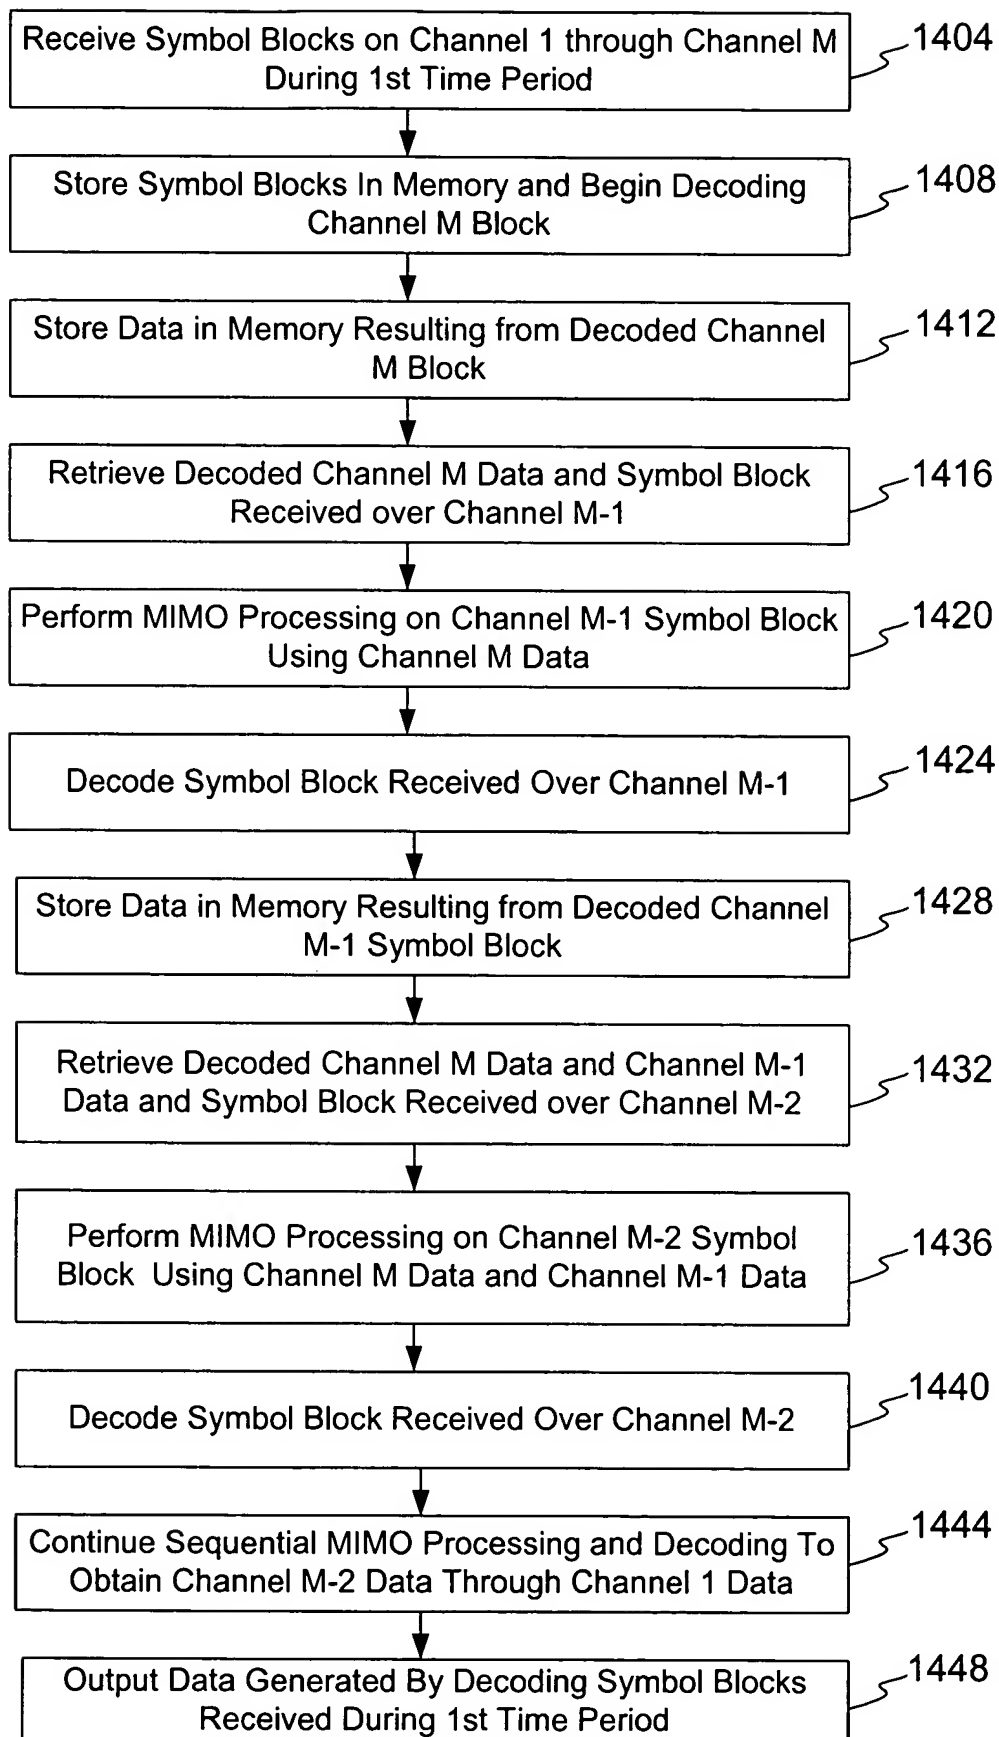 Receive Symbol Blocks on Channel 1 through Channel M
During 1st Time Period
1404
Store Symbol Blocks In Memory and Begin Decoding
Channel M Block
1408
Store Data in Memory Resulting from Decoded Channel
M Block
1412
Retrieve Decoded Channel M Data and Symbol Block
Received over Channel M-1
1416
Perform MIMO Processing on Channel M-1 Symbol Block
Using Channel M Data
1420
Decode Symbol Block Received Over Channel M-1
1424
Store Data in Memory Resulting from Decoded Channel
M-1 Symbol Block
1428
Retrieve Decoded Channel M Data and Channel M-1
Data and Symbol Block Received over Channel M-2
1432
Perform MIMO Processing on Channel M-2 Symbol
Block Using Channel M Data and Channel M-1 Data
1436
Decode Symbol Block Received Over Channel M-2
1440
Continue Sequential MIMO Processing and Decoding To
Obtain Channel M-2 Data Through Channel 1 Data
1444
Output Data Generated By Decoding Symbol Blocks
Received During 1st Time Period
1448